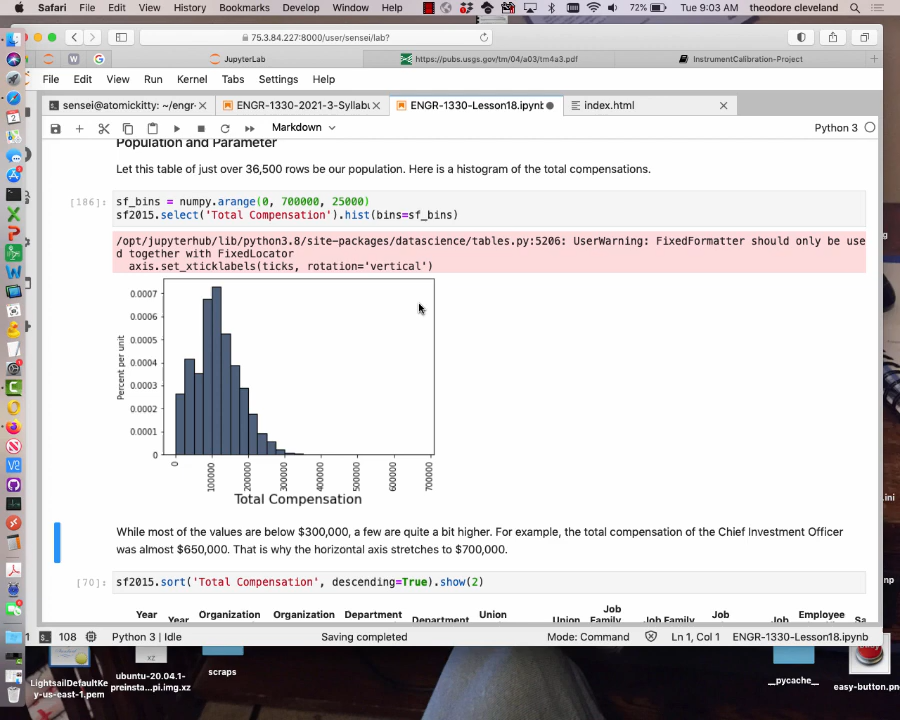 Safari File Edit View History Bookmarks Develop Window Help 72% Tue 9:03 AM theodore cleveland
75.3.84.227:8000/user/sensei/lab?
JupyterLab https://pubs.usgs.gov/tm/04/a03/tm4a3.pdf InstrumentCalibration-Project
File Edit View Run Kernel Tabs Settings Help
sensei@atomickitty: ~/engr- ENGR-1330-2021-3-Syllabu ENGR-1330-Lesson18.ipynb index.html
Markdown Python 3
Population and Parameter
Let this table of just over 36,500 rows be our population. Here is a histogram of the total compensations.
[186]: sf_bins = numpy.arange(0, 700000, 25000)
sf2015.select('Total Compensation').hist(bins=sf_bins)
/opt/jupyterhub/lib/python3.8/site-packages/datascience/tables.py:5206: UserWarning: FixedFormatter should only be use
d together with FixedLocator
axis.set_xticklabels(ticks, rotation='vertical')
0.0007
0.0006
0.0005
0.0004
0.0003
0.0002
0.0001
0
Percent per unit
0 100000 200000 300000 400000 500000 600000 700000
Total Compensation
While most of the values are below $300,000, a few are quite a bit higher. For example, the total compensation of the Chief Investment Officer
was almost $650,000. That is why the horizontal axis stretches to $700,000.
[70]: sf2015.sort('Total Compensation', descending=True).show(2)
Year Year Organization Organization Department Department Union Union Job Family Job Family Job Job Employee Sa
1 108 Python 3 | Idle Saving completed Mode: Command Ln 1, Col 1 ENGR-1330-Lesson18.ipynb
LightsailDefaultKe
y-us-east-1.pem
xz
ubuntu-20.04.1-
preinsta...pi.img.xz
scraps
__pycache__
easy-button.pn